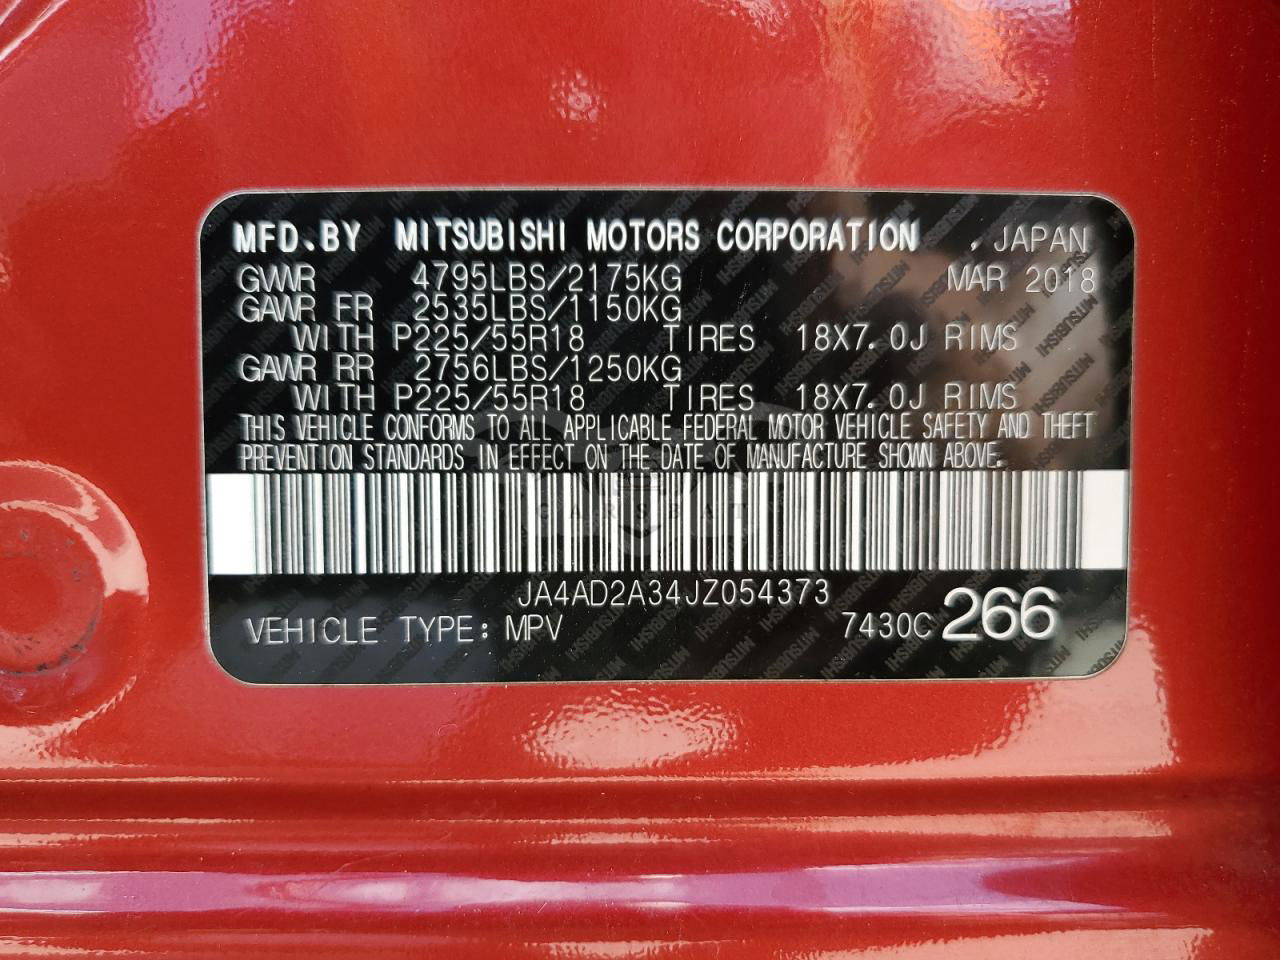 MFD.BY MITSUBISHI MOTORS CORPORATION , JAPAN
GWWR 4795LBS/2175KG MAR 2018
GAWR FR 2535LBS/1150KG
WITH P225/55R18 TIRES 18X7.0J RIMS
GAWR RR 2756LBS/1250KG
WITH P225/55R18 TIRES 18X7.0J RIMS
THIS VEHICLE CONFORMS TO ALL APPLICABLE FEDERAL MOTOR VEHICLE SAFETY AND THEFT
PREVENTION STANDARDS IN EFFECT ON THE DATE OF MANUFACTURE SHOWN ABOVE.
JA4AD2A34JZ054373
VEHICLE TYPE: MPV 7430C 266